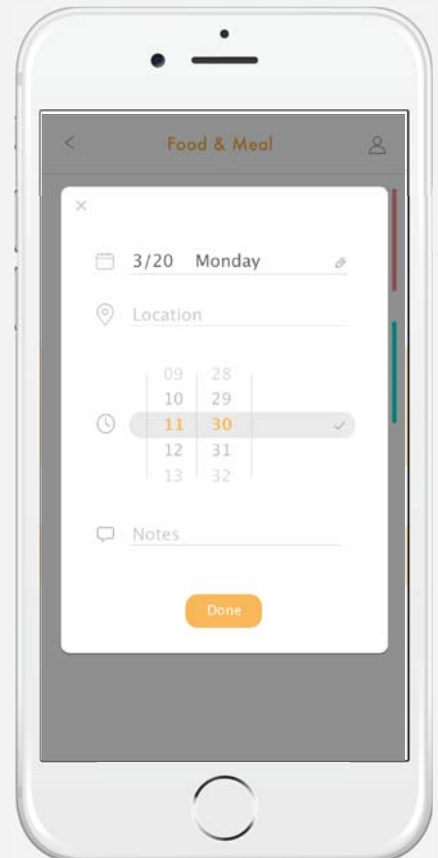 Food & Meal
3/20 Monday
Location
09 28
10 29
11 30
12 31
13 32
Notes
Done